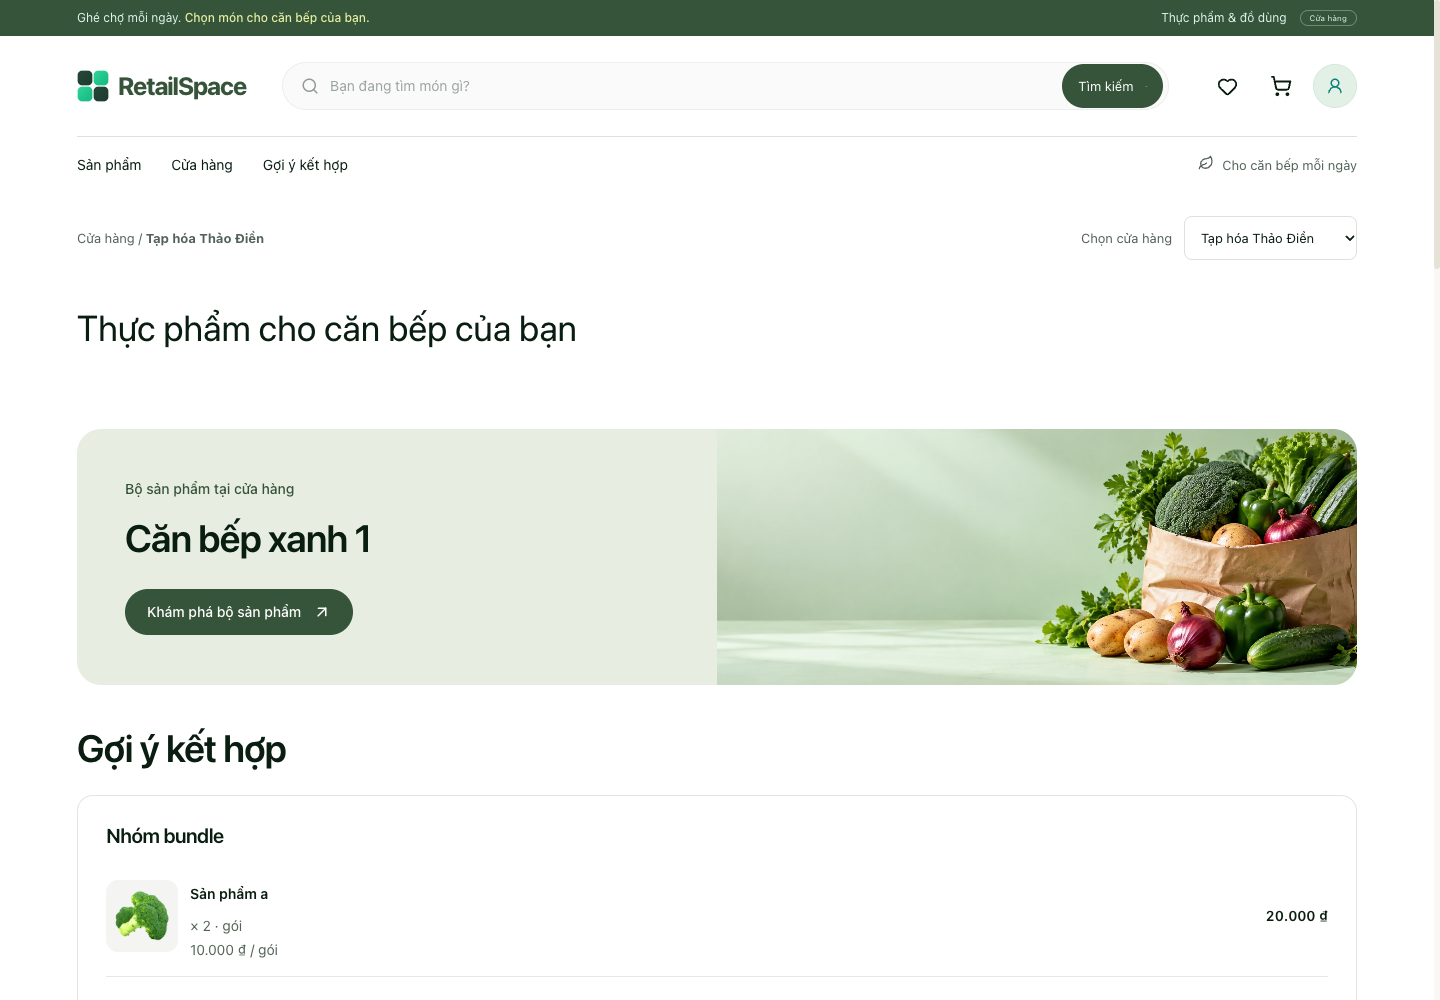 Ghé chợ mỗi ngày. Chọn món cho căn bếp của bạn.
Thực phẩm & đồ dùng
Cửa hàng
RetailSpace
Bạn đang tìm món gì?
Tìm kiếm
Sản phẩm
Cửa hàng
Gợi ý kết hợp
Cho căn bếp mỗi ngày
Cửa hàng / Tạp hóa Thảo Điền
Chọn cửa hàng
Tạp hóa Thảo Điền
Thực phẩm cho căn bếp của bạn
Bộ sản phẩm tại cửa hàng
Căn bếp xanh 1
Khám phá bộ sản phẩm
Gợi ý kết hợp
Nhóm bundle
Sản phẩm a
× 2 · gói
10.000 ₫ / gói
20.000 ₫